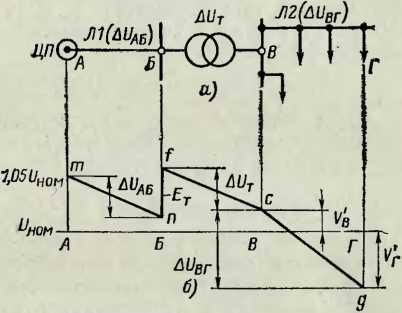 Л1(ΔU_АБ) ΔU_Т Л2(ΔU_ВГ)
ЦП А Б В Г
а)
f
m
1,05U_НОМ ΔU_АБ E_Т ΔU_Т
n c V'_В
U_НОМ
А Б В Г
ΔU_ВГ б) V'_Г
g